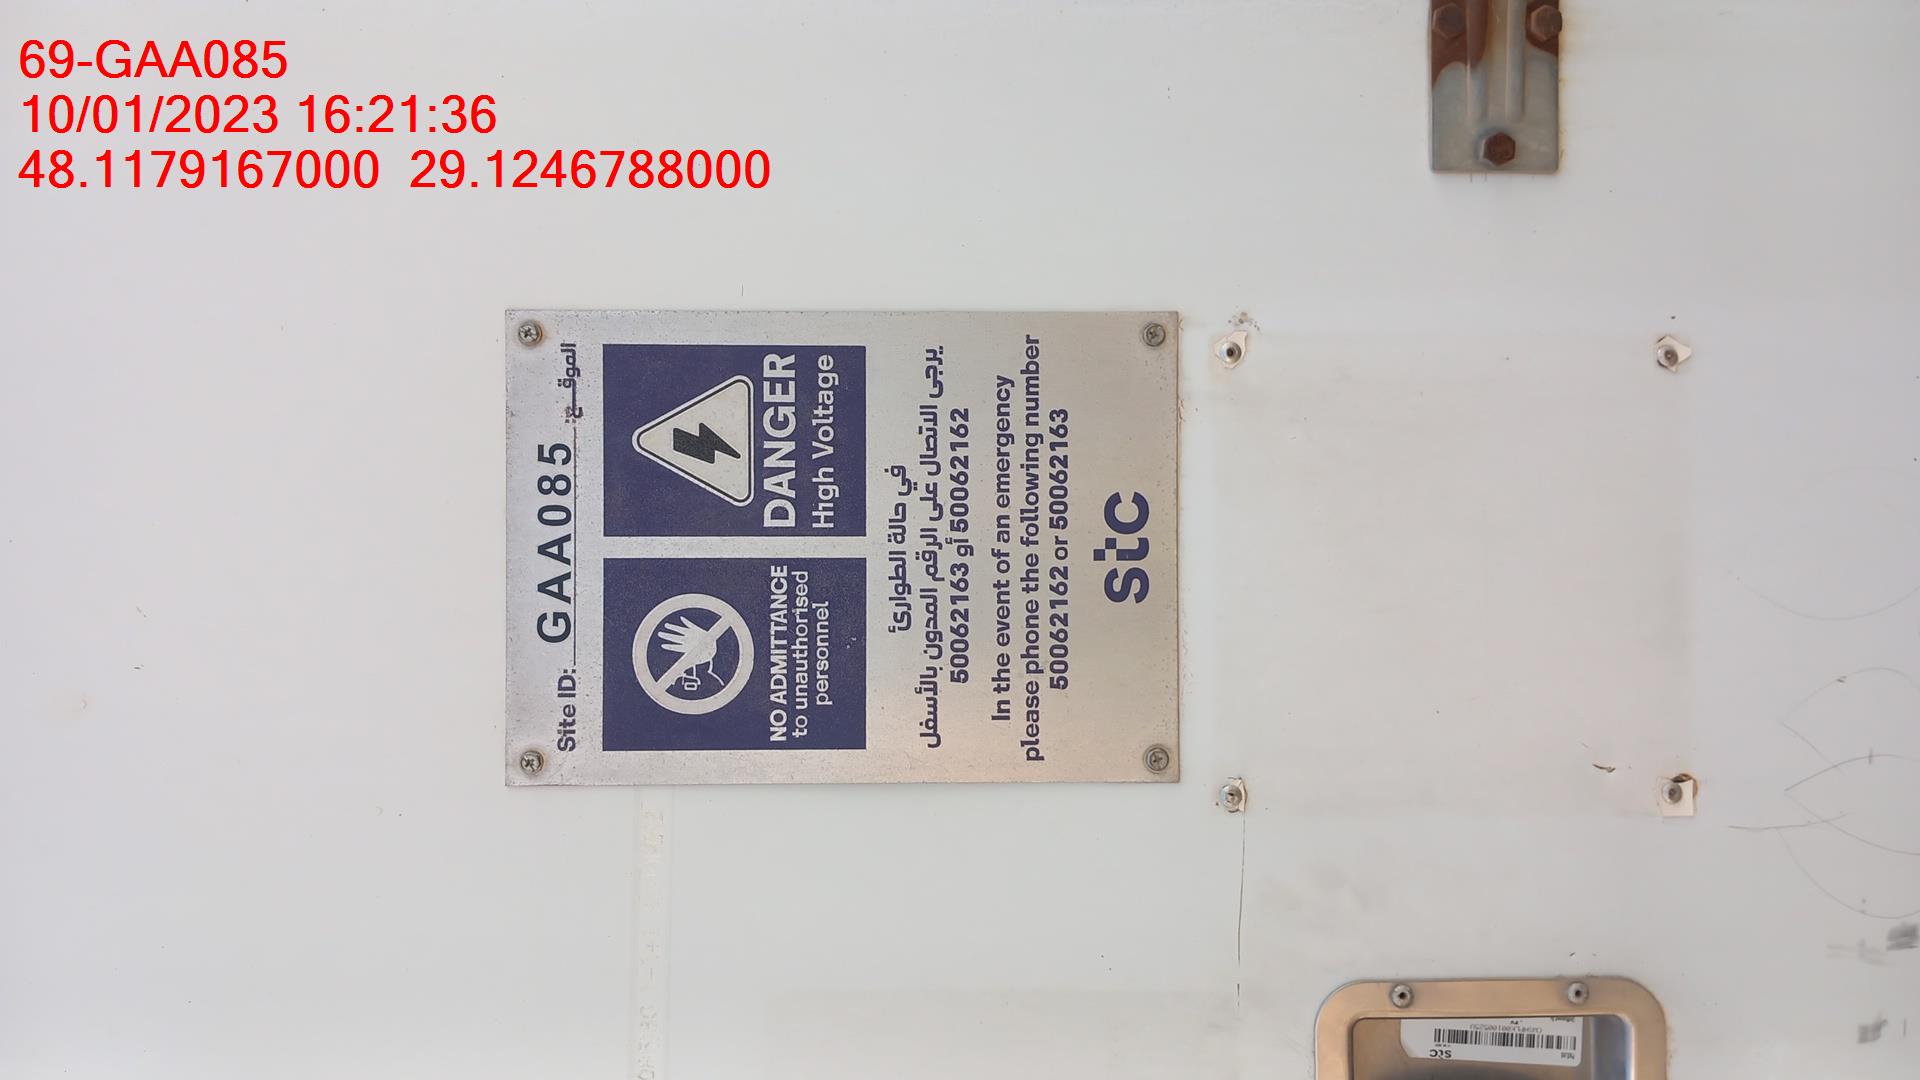 69-GAA085
10/01/2023 16:21:36
48.1179167000 29.1246788000
Site ID: GAA085 الموقــع:
NO ADMITTANCE
to unauthorised
personnel
DANGER
High Voltage
في حالة الطوارئ
يرجى الاتصال على الرقم المدون بالأسفل
50062163 أو 50062162
In the event of an emergency
please phone the following number
50062162 or 50062163
stc
stc